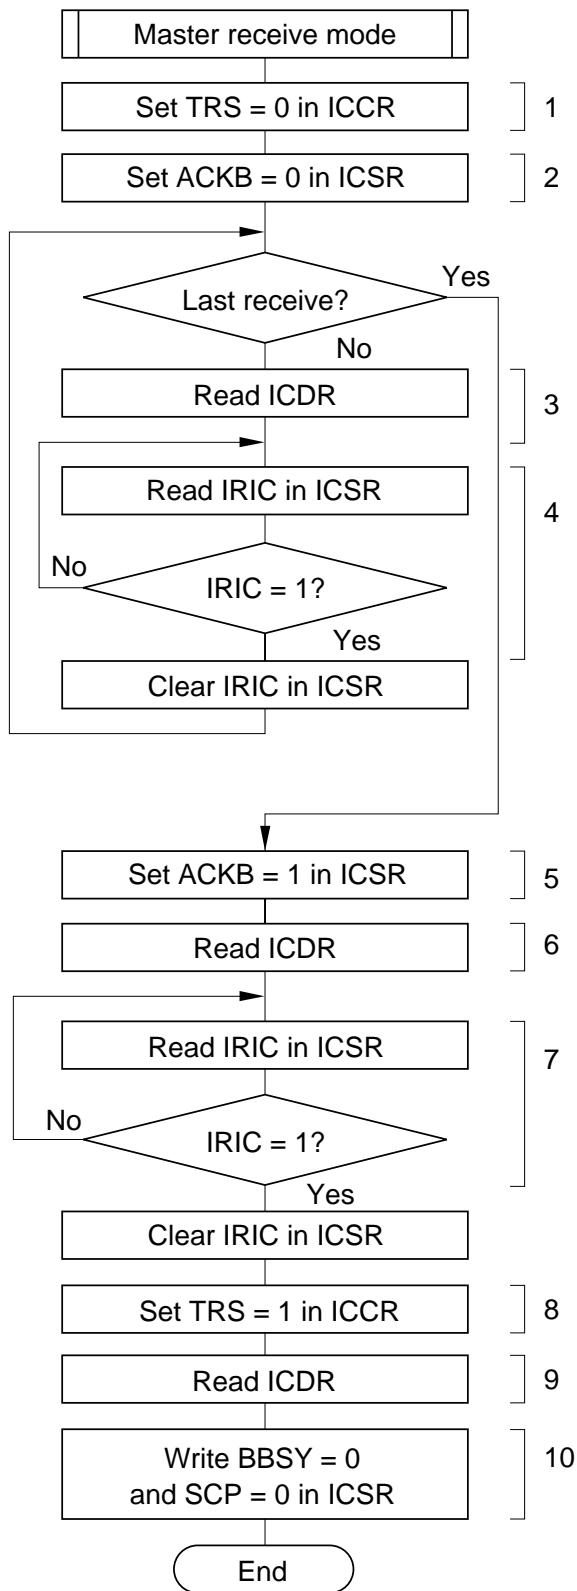 Master receive mode
Set TRS = 0 in ICCR
1
Set ACKB = 0 in ICSR
2
Last receive?
Yes
No
Read ICDR
3
Read IRIC in ICSR
4
No
IRIC = 1?
Yes
Clear IRIC in ICSR
Set ACKB = 1 in ICSR
5
Read ICDR
6
Read IRIC in ICSR
7
No
IRIC = 1?
Yes
Clear IRIC in ICSR
Set TRS = 1 in ICCR
8
Read ICDR
9
Write BBSY = 0
and SCP = 0 in ICSR
10
End